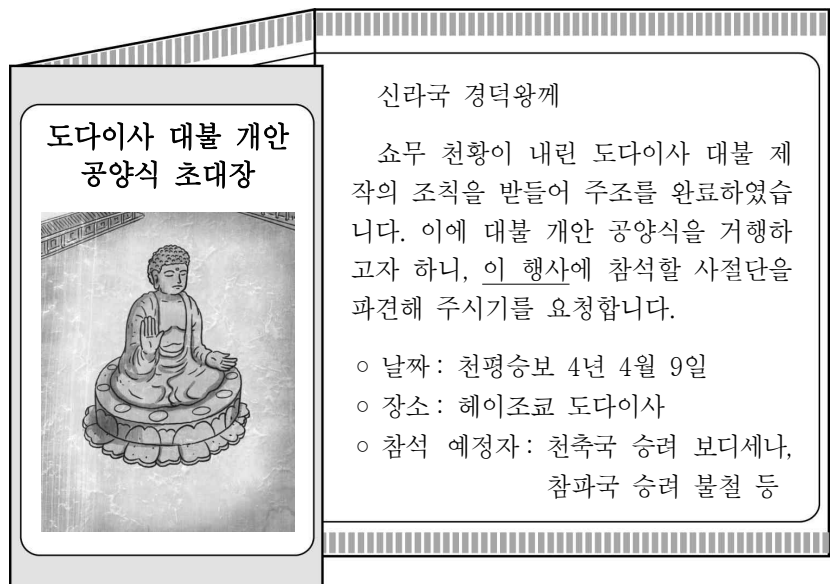 도다이사 대불 개안
공양식 초대장
신라국 경덕왕께
쇼무 천황이 내린 도다이사 대불 제
작의 조칙을 받들어 주조를 완료하였습
니다. 이에 대불 개안 공양식을 거행하
고자 하니, 이 행사에 참석할 사절단을
파견해 주시기를 요청합니다.
○ 날짜: 천평승보 4년 4월 9일
○ 장소: 헤이조쿄 도다이사
○ 참석 예정자: 천축국 승려 보디세나,
참파국 승려 불철 등